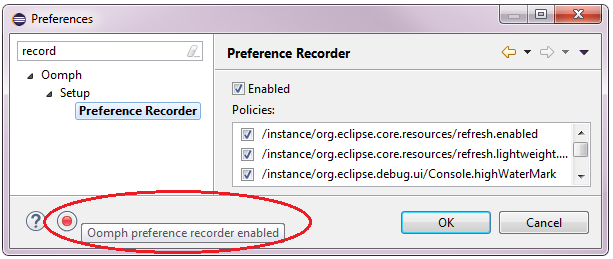 Preferences
record
Oomph
Setup
Preference Recorder
Preference Recorder
Enabled
Policies:
/instance/org.eclipse.core.resources/refresh.enabled
/instance/org.eclipse.core.resources/refresh.lightweight....
/instance/org.eclipse.debug.ui/Console.highWaterMark
?
Oomph preference recorder enabled
OK
Cancel